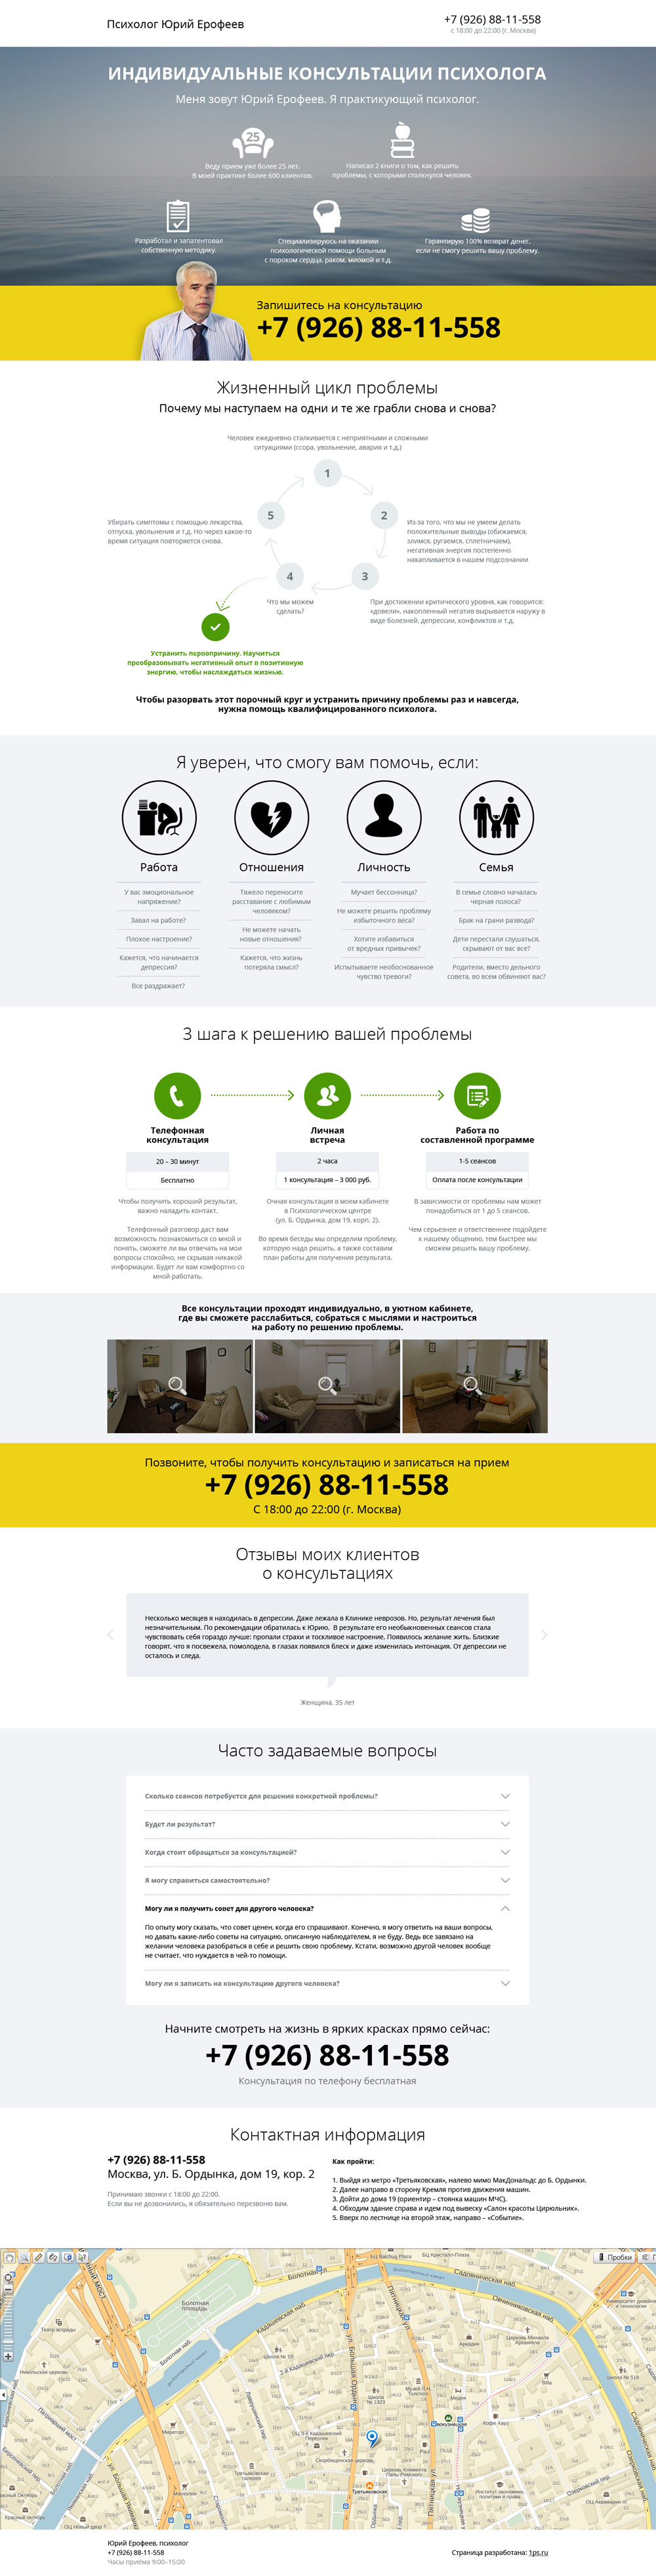 Психолог Юрий Ерофеев
+7 (926) 88-11-558
с 18:00 до 22:00 (г. Москва)
ИНДИВИДУАЛЬНЫЕ КОНСУЛЬТАЦИИ ПСИХОЛОГА
Меня зовут Юрий Ерофеев. Я практикующий психолог.
25
Веду прием уже более 25 лет.
В моей практике более 600 клиентов.
Написал 2 книги о том, как решить
проблемы, с которыми столкнулся человек.
Разработал и запатентовал
собственную методику.
Специализируюсь на оказании
психологической помощи больным
с пороком сердца, раком, миомой и т.д.
Гарантирую 100% возврат денег,
если не смогу решить вашу проблему.
Запишитесь на консультацию
+7 (926) 88-11-558
Жизненный цикл проблемы
Почему мы наступаем на одни и те же грабли снова и снова?
Человек ежедневно сталкивается с неприятными и сложными
ситуациями (ссора, увольнение, авария и т.д.)
1
2
Из-за того, что мы не умеем делать
положительные выводы (обижаемся,
злимся, ругаемся, сплетничаем),
негативная энергия постепенно
накапливается в нашем подсознании
3
При достижении критического уровня, как говорится:
«довели», накопленный негатив вырывается наружу в
виде болезней, депрессии, конфликтов и т.д.
4
Что мы можем
сделать?
5
Убирать симптомы с помощью лекарства,
отпуска, увольнения и т.д. Но через какое-то
время ситуация повторяется снова.
Устранить первопричину. Научиться
преобразовывать негативный опыт в позитивную
энергию, чтобы наслаждаться жизнью.
Чтобы разорвать этот порочный круг и устранить причину проблемы раз и навсегда,
нужна помощь квалифицированного психолога.
Я уверен, что смогу вам помочь, если:
Работа
У вас эмоциональное
напряжение?
Завал на работе?
Плохое настроение?
Кажется, что начинается
депрессия?
Все раздражает?
Отношения
Тяжело переносите
расставание с любимым
человеком?
Не можете начать
новые отношения?
Кажется, что жизнь
потеряла смысл?
Личность
Мучает бессонница?
Не можете решить проблему
избыточного веса?
Хотите избавиться
от вредных привычек?
Испытываете необоснованное
чувство тревоги?
Семья
В семье словно началась
черная полоса?
Брак на грани развода?
Дети перестали слушаться,
скрывают от вас все?
Родители, вместо дельного
совета, во всем обвиняют вас?
3 шага к решению вашей проблемы
Телефонная
консультация
20 – 30 минут
Бесплатно
Чтобы получить хороший результат,
важно наладить контакт.
Телефонный разговор даст вам
возможность познакомиться со мной и
понять, сможете ли вы отвечать на мои
вопросы спокойно, не скрывая никакой
информации. Будет ли вам комфортно со
мной работать.
Личная
встреча
2 часа
1 консультация – 3 000 руб.
Очная консультация в моем кабинете
в Психологическом центре
(ул. Б. Ордынка, дом 19, корп. 2).
Во время беседы мы определим проблему,
которую надо решить, а также составим
план работы для получения результата.
Работа по
составленной программе
1-5 сеансов
Оплата после консультации
В зависимости от проблемы нам может
понадобиться от 1 до 5 сеансов.
Чем серьезнее и ответственнее подойдете
к нашему общению, тем быстрее мы
сможем решить вашу проблему.
Все консультации проходят индивидуально, в уютном кабинете,
где вы сможете расслабиться, собраться с мыслями и настроиться
на работу по решению проблемы.
Позвоните, чтобы получить консультацию и записаться на прием
+7 (926) 88-11-558
С 18:00 до 22:00 (г. Москва)
Отзывы моих клиентов
о консультациях
Несколько месяцев я находилась в депрессии. Даже лежала в Клинике неврозов. Но, результат лечения был
незначительным. По рекомендации обратилась к Юрию.  В результате его необыкновенных сеансов стала
чувствовать себя гораздо лучше: пропали страхи и тоскливое настроение. Появилось желание жить. Близкие
говорят, что я посвежела, помолодела, в глазах появился блеск и даже изменилась интонация. От депрессии не
осталось и следа.
Женщина, 35 лет
Часто задаваемые вопросы
Сколько сеансов потребуется для решения конкретной проблемы?
Будет ли результат?
Когда стоит обращаться за консультацией?
Я могу справиться самостоятельно?
Могу ли я получить совет для другого человека?
По опыту могу сказать, что совет ценен, когда его спрашивают. Конечно, я могу ответить на ваши вопросы,
но давать какие-либо советы на ситуацию, описанную наблюдателем, я не буду. Ведь все завязано на
желании человека разобраться в себе и решить свою проблему. Кстати, возможно другой человек вообще
не считает, что нуждается в чей-то помощи.
Могу ли я записать на консультацию другого человека?
Начните смотреть на жизнь в ярких красках прямо сейчас:
+7 (926) 88-11-558
Консультация по телефону бесплатная
Контактная информация
+7 (926) 88-11-558
Москва, ул. Б. Ордынка, дом 19, кор. 2
Принимаю звонки с 18:00 до 22:00.
Если вы не дозвонились, я обязательно перезвоню вам.
Как пройти:
1. Выйдя из метро «Третьяковская», налево мимо МакДональдс до Б. Ордынки.
2. Далее направо в сторону Кремля против движения машин.
3. Дойти до дома 19 (ориентир – стоянка машин МЧС).
4. Обходим здание справа и идем под вывеску «Салон красоты Цирюльник».
5. Вверх по лестнице на второй этаж, направо – «Событие».
Пробки
БЦ Balchug Plaza
БЦ Кристалл-Плаза
Садовническая наб.
Овчинниковская наб.
Болотная
площадь
Кадашевская наб.
2-й Кадашевский пер.
Школа № 19
Театр эстрады
Аркадия
Третьяковская
галерея
Третьяковская
Кофе Хауз
Юрий Ерофеев, психолог
+7 (926) 88-11-558
Часы приёма 9:00–15:00
Страница разработана: 1ps.ru